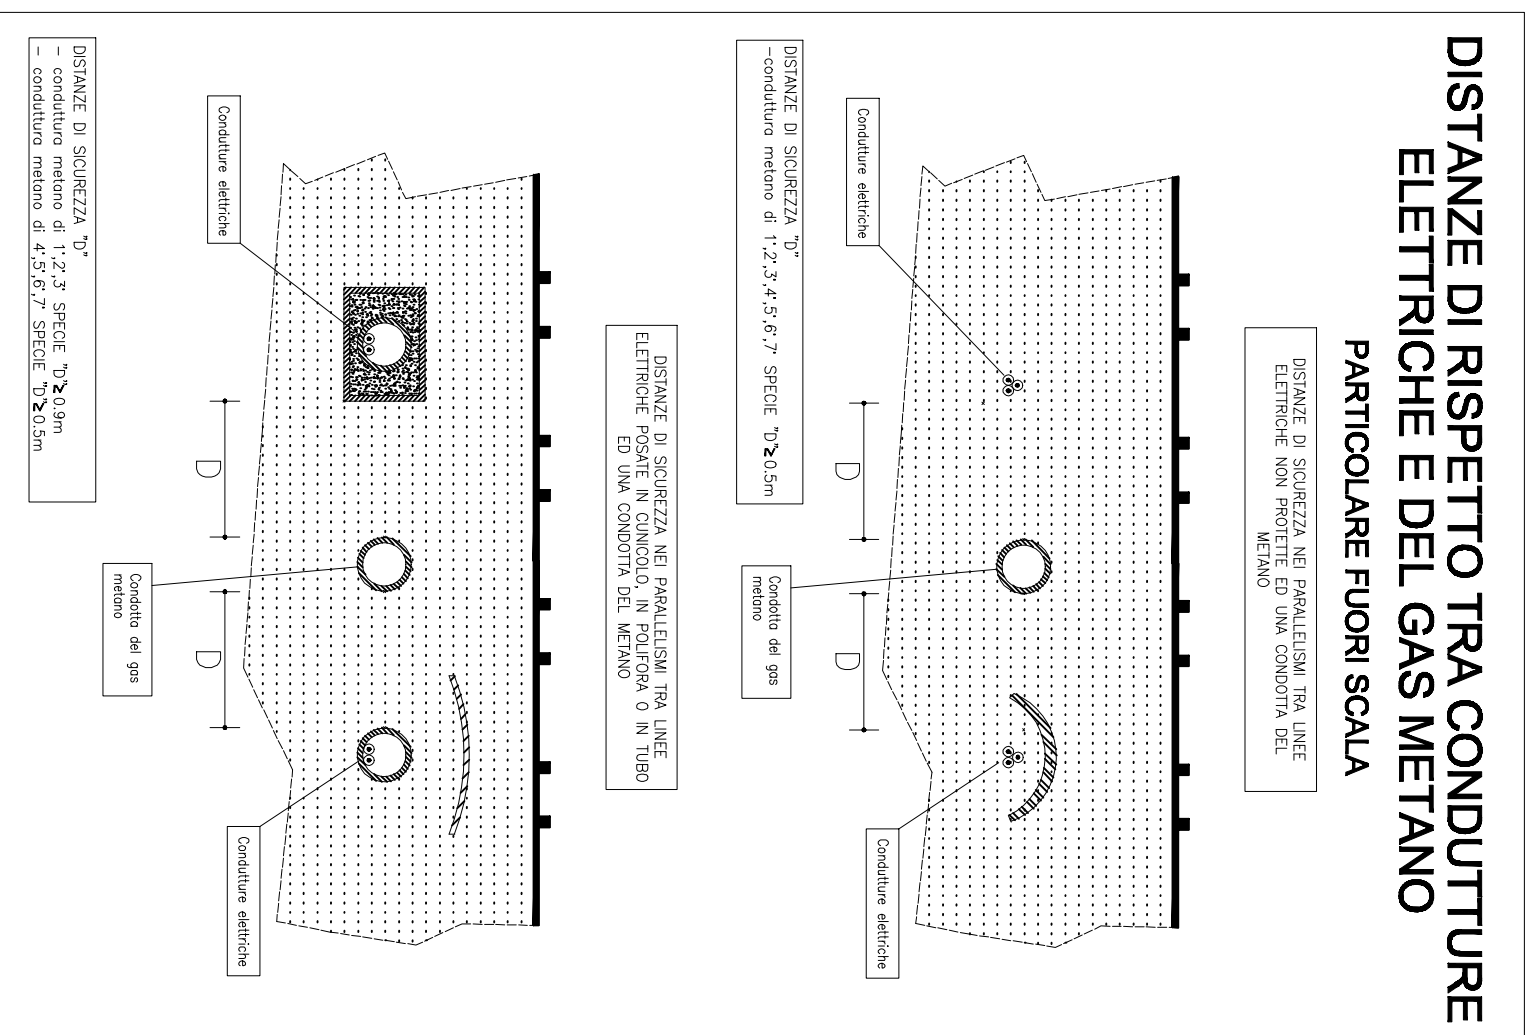 DISTANZE DI RISPETTO TRA CONDUTTURE
ELETTRICHE E DEL GAS METANO
PARTICOLARE FUORI SCALA
DISTANZE DI SICUREZZA NEI PARALLELISMI TRA LINEE
ELETTRICHE NON PROTETTE ED UNA CONDOTTA DEL
METANO
Condutture elettriche
D
D
Condotta del gas
metano
Condutture elettriche
DISTANZE DI SICUREZZA "D"
-conduttura metano di 1',2',3',4',5',6',7' SPECIE "D"≥0.5m
DISTANZE DI SICUREZZA NEI PARALLELISMI TRA LINEE
ELETTRICHE POSATE IN CUNICOLO, IN POLIFORA O IN TUBO
ED UNA CONDOTTA DEL METANO
Condutture elettriche
D
D
Condotta del gas
metano
Condutture elettriche
DISTANZE DI SICUREZZA "D"
- conduttura metano di 1',2',3' SPECIE "D"≥0.9m
- conduttura metano di 4',5',6',7' SPECIE "D"≥0.5m